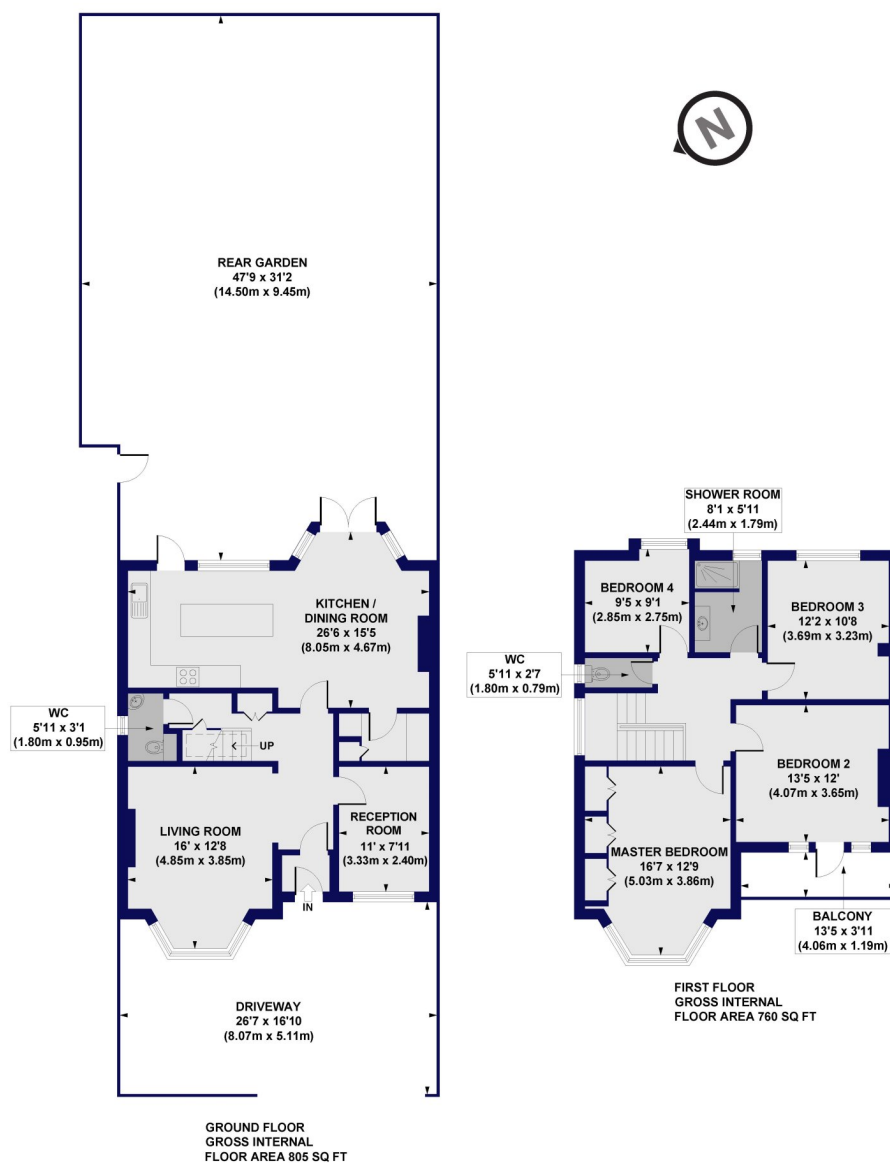 N
REAR GARDEN
47'9 x 31'2
(14.50m x 9.45m)
SHOWER ROOM
8'1 x 5'11
(2.44m x 1.79m)
KITCHEN /
DINING ROOM
26'6 x 15'5
(8.05m x 4.67m)
BEDROOM 4
9'5 x 9'1
(2.85m x 2.75m)
BEDROOM 3
12'2 x 10'8
(3.69m x 3.23m)
WC
5'11 x 2'7
(1.80m x 0.79m)
WC
5'11 x 3'1
(1.80m x 0.95m)
UP
BEDROOM 2
13'5 x 12'
(4.07m x 3.65m)
LIVING ROOM
16' x 12'8
(4.85m x 3.85m)
RECEPTION
ROOM
11' x 7'11
(3.33m x 2.40m)
MASTER BEDROOM
16'7 x 12'9
(5.03m x 3.86m)
IN
BALCONY
13'5 x 3'11
(4.06m x 1.19m)
DRIVEWAY
26'7 x 16'10
(8.07m x 5.11m)
FIRST FLOOR
GROSS INTERNAL
FLOOR AREA 760 SQ FT
GROUND FLOOR
GROSS INTERNAL
FLOOR AREA 805 SQ FT